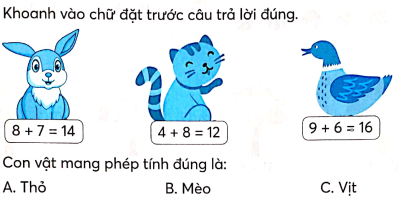 Khoanh vào chữ đặt trước câu trả lời đúng.
8 + 7 = 14 4 + 8 = 12 9 + 6 = 16
Con vật mang phép tính đúng là:
A. Thỏ B. Mèo C. Vịt